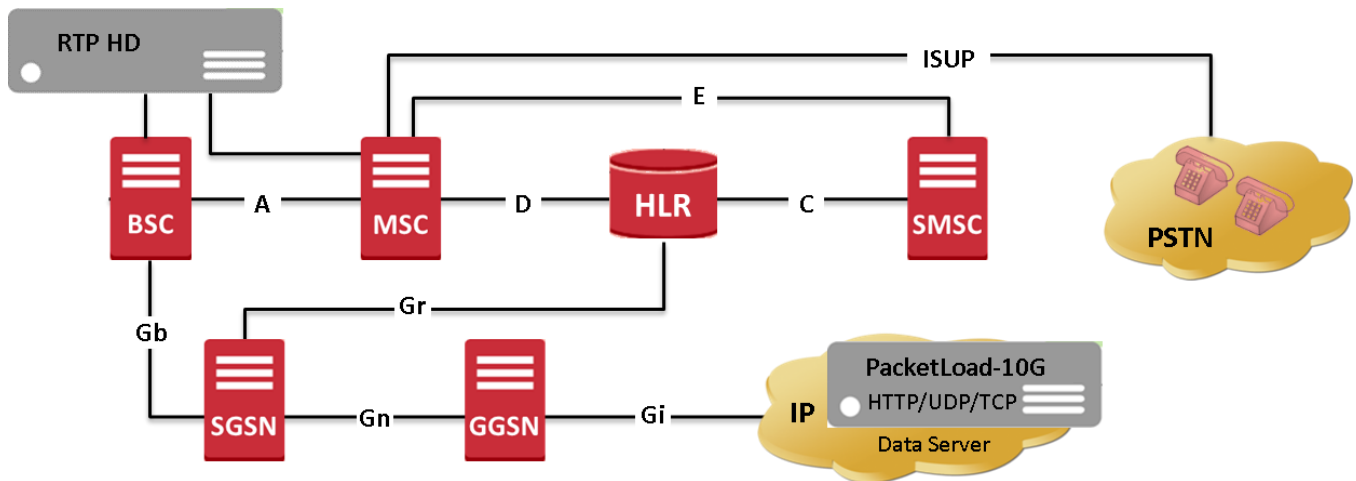 RTP HD
ISUP
E
BSC
A
MSC
D
HLR
C
SMSC
PSTN
Gr
Gb
SGSN
Gn
GGSN
Gi
IP
PacketLoad-10G
HTTP/UDP/TCP
Data Server